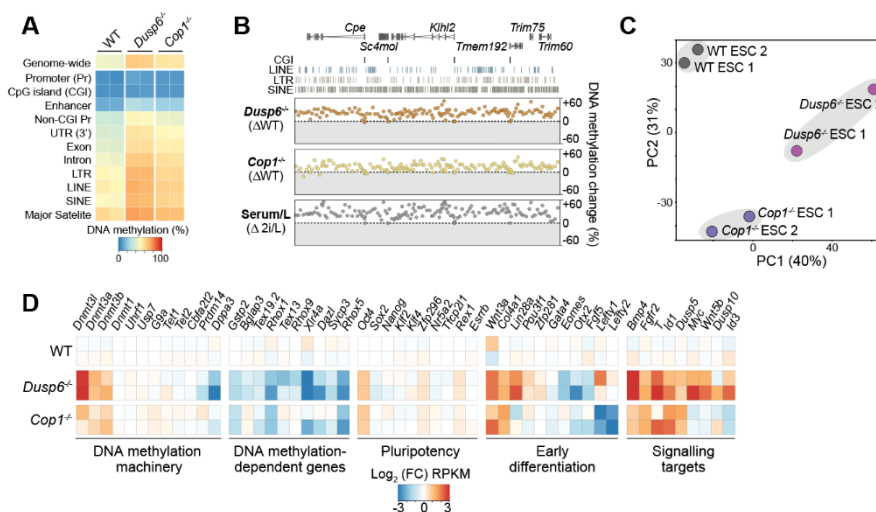 A
WT
Dusp6-/-
Cop1-/-
Genome-wide
Promoter (Pr)
CpG island (CGI)
Enhancer
Non-CGI Pr
UTR (3')
Exon
Intron
LTR
LINE
SINE
Major Satelite
DNA methylation (%)
0
100
B
Cpe
Klhl2
Trim75
Sc4mol
Tmem192
Trim60
CGI
LINE
LTR
SINE
Dusp6-/-
(ΔWT)
+60
0
-60
Cop1-/-
(ΔWT)
+60
0
-60
Serum/L
(Δ 2i/L)
+60
0
-60
DNA methylation change (%)
C
WT ESC 2
WT ESC 1
Dusp6-/- ESC
Dusp6-/- ESC 1
Cop1-/- ESC 1
Cop1-/- ESC 2
PC2 (31%)
30
0
-30
0
40
PC1 (40%)
D
Dnmt3l
Dnmt3a
Dnmt3b
Dnmt1
Uhrf1
Usp7
G9a
Tet1
Tet2
Cbfa2t2
Prdm14
Dppa3
Gstp2
Bglap3
Tex19.2
Rhox1
Tex13
Rhox9
Xlr4a
Dazl
Sycp3
Rhox5
Oct4
Sox2
Nanog
Klf2
Klf4
Zfp296
Nr5a2
Tfcp2l1
Rex1
Esrrb
Wnt3a
Col4a1
Lin28a
Pou3f1
Zfp281
Gata4
Eomes
Otx2
Fgf5
Lefty1
Lefty2
Bmp4
Fgfr2
Id1
Dusp5
Myc
Wnt5b
Dusp10
Id3
WT
Dusp6-/-
Cop1-/-
DNA methylation
machinery
DNA methylation-
dependent genes
Pluripotency
Early
differentiation
Signalling
targets
Log2 (FC) RPKM
-3
0
3